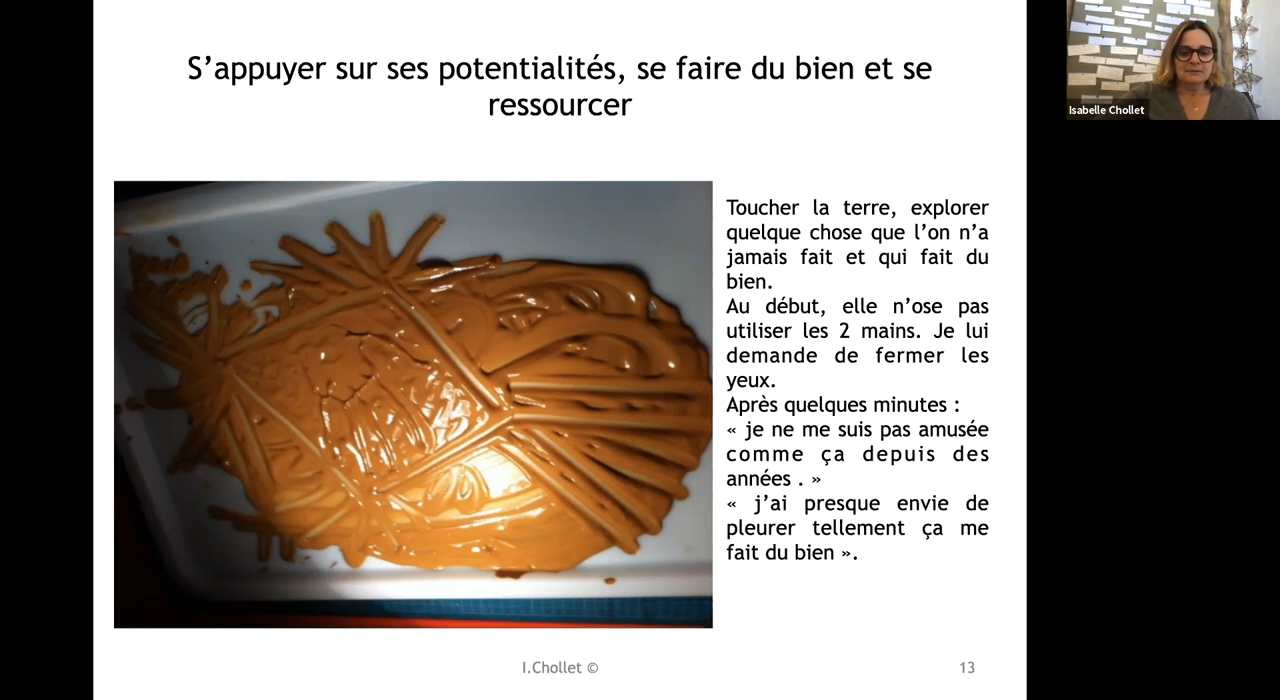 S’appuyer sur ses potentialités, se faire du bien et se
ressourcer
Isabelle Chollet
Toucher la terre, explorer
quelque chose que l’on n’a
jamais fait et qui fait du
bien.
Au début, elle n’ose pas
utiliser les 2 mains. Je lui
demande de fermer les
yeux.
Après quelques minutes :
« je ne me suis pas amusée
comme ça depuis des
années . »
« j’ai presque envie de
pleurer tellement ça me
fait du bien ».
I.Chollet ©
13